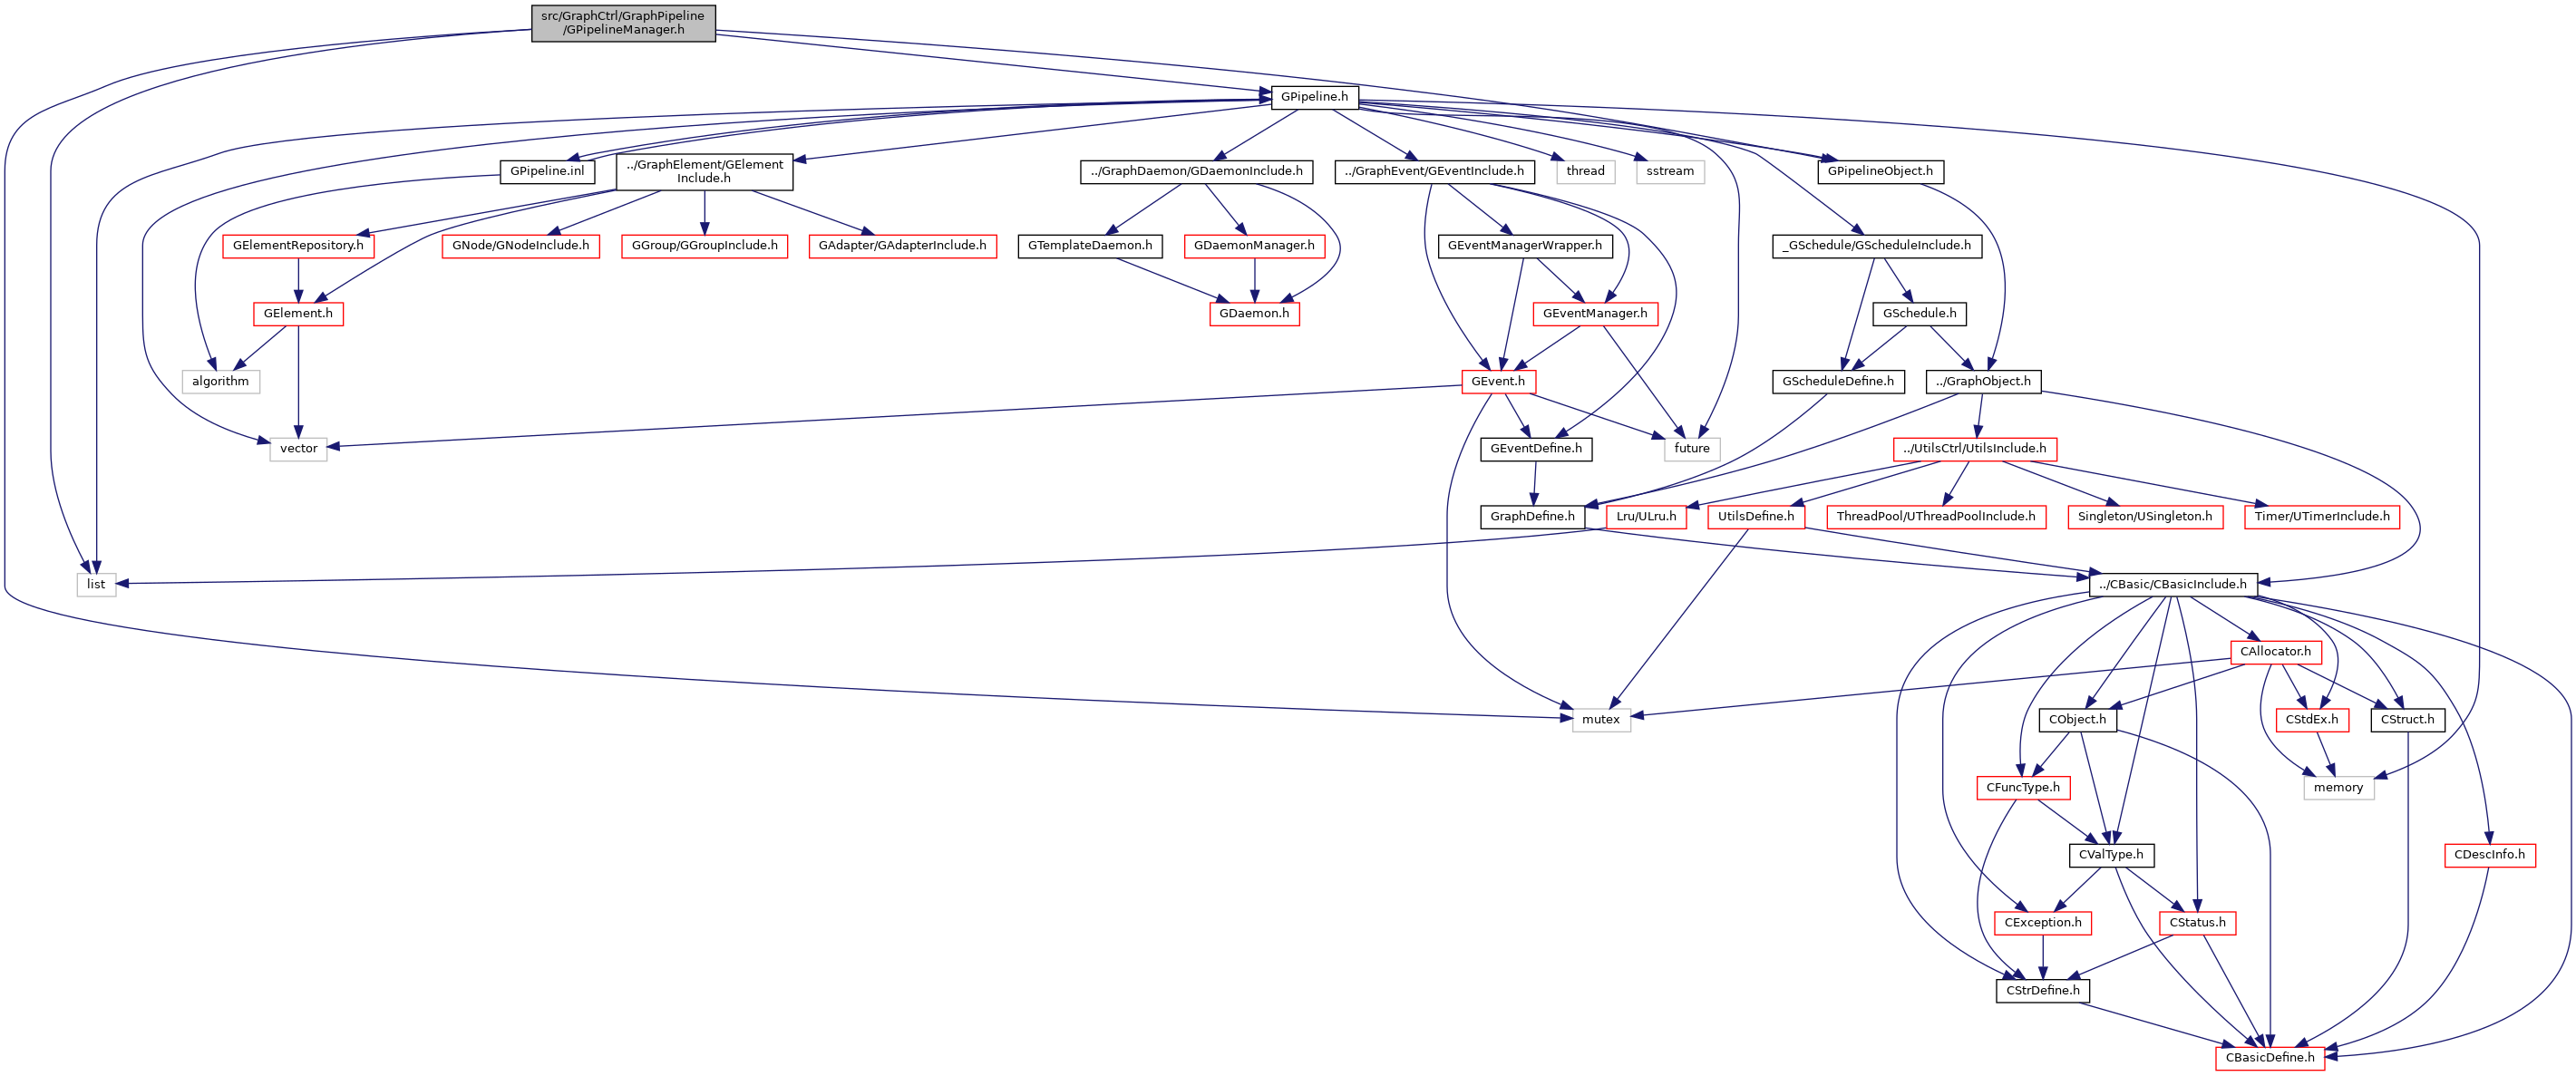 src/GraphCtrl/GraphPipeline
/GPipelineManager.h
GPipeline.h
GPipeline.inl
../GraphElement/GElement
Include.h
../GraphDaemon/GDaemonInclude.h
../GraphEvent/GEventInclude.h
thread
sstream
GPipelineObject.h
GElementRepository.h
GNode/GNodeInclude.h
GGroup/GGroupInclude.h
GAdapter/GAdapterInclude.h
GTemplateDaemon.h
GDaemonManager.h
GEventManagerWrapper.h
_GSchedule/GScheduleInclude.h
GElement.h
GDaemon.h
GEventManager.h
GSchedule.h
algorithm
GEvent.h
GScheduleDefine.h
../GraphObject.h
vector
GEventDefine.h
future
../UtilsCtrl/UtilsInclude.h
GraphDefine.h
Lru/ULru.h
UtilsDefine.h
ThreadPool/UThreadPoolInclude.h
Singleton/USingleton.h
Timer/UTimerInclude.h
list
../CBasic/CBasicInclude.h
CAllocator.h
mutex
CObject.h
CStdEx.h
CStruct.h
CFuncType.h
memory
CValType.h
CDescInfo.h
CException.h
CStatus.h
CStrDefine.h
CBasicDefine.h